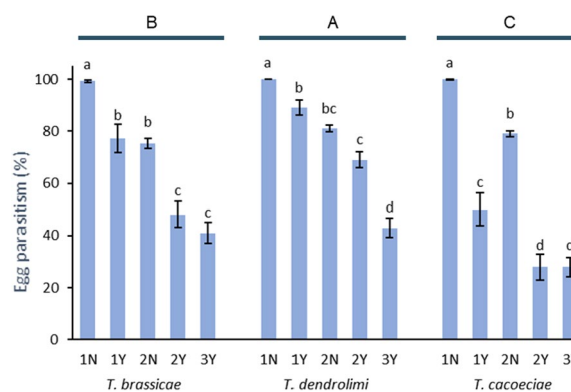 B A C
a a a
100
b b bc b
80
c c
60
c c d
40
d
20
0
Egg parasitism (%)
1N 1Y 2N 2Y 3Y 1N 1Y 2N 2Y 3Y 1N 1Y 2N 2Y
T. brassicae T. dendrolimi T. cacoeciae